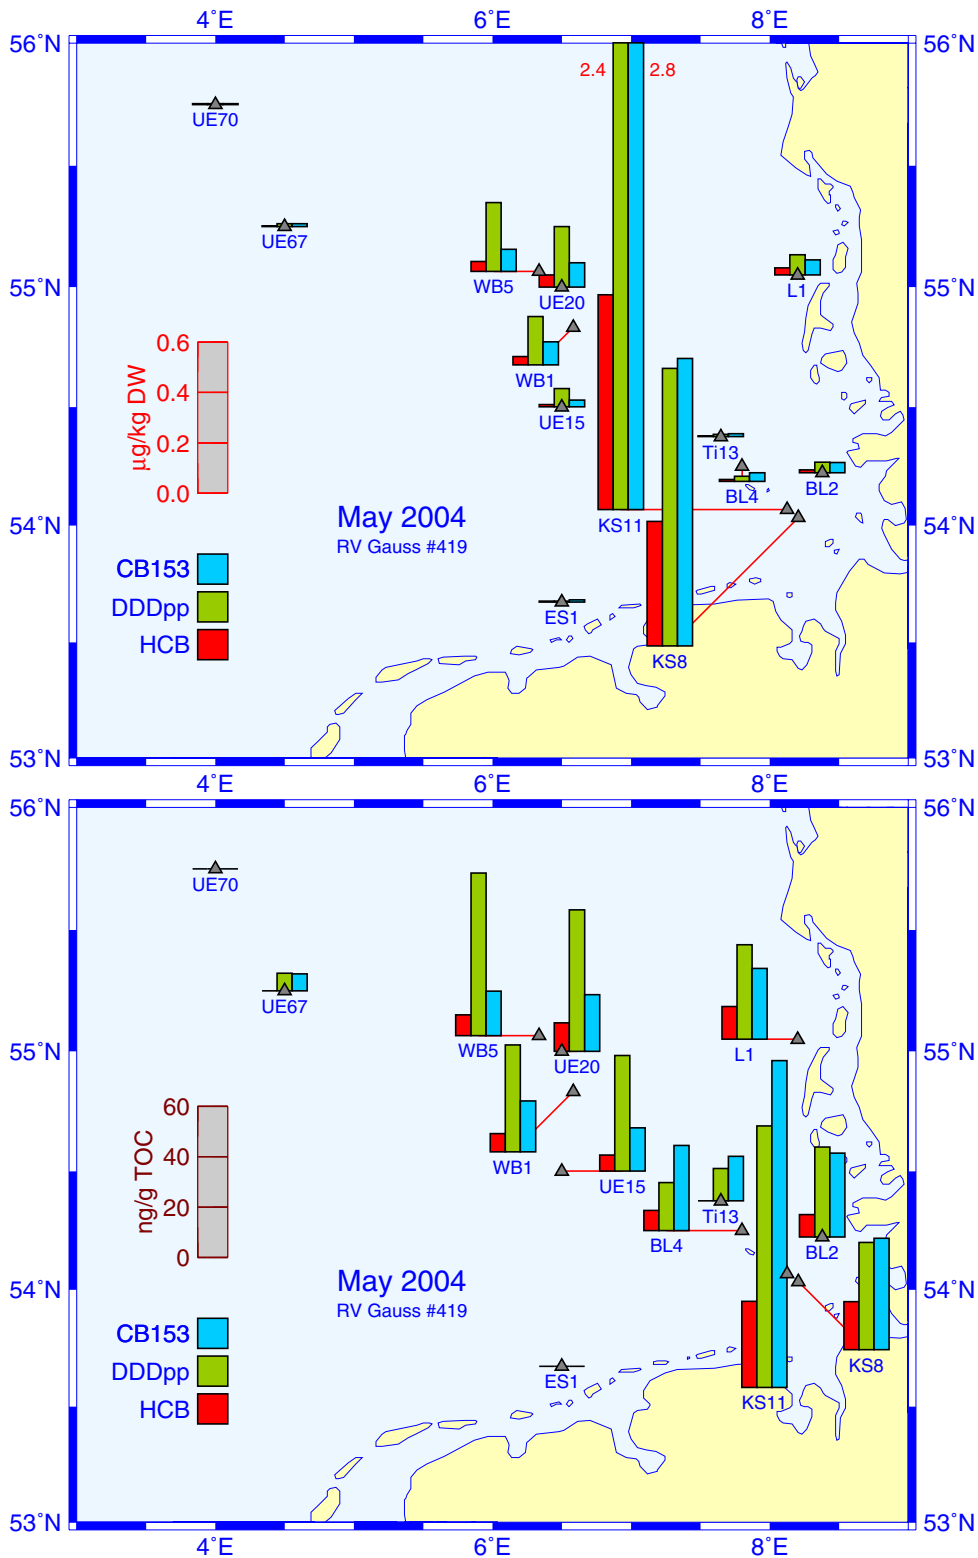 4˚E 6˚E 8˚E
56˚N 56˚N
2.4 2.8
UE70
UE67
WB5
UE20
L1
55˚N 55˚N
WB1
UE15
0.6
0.4
0.2
0.0
µg/kg DW
Ti13
BL4
BL2
May 2004
RV Gauss #419
KS11
54˚N 54˚N
CB153
DDDpp
HCB
ES1
KS8
53˚N 53˚N
4˚E 6˚E 8˚E
56˚N 56˚N
UE70
UE67
WB5
UE20
L1
55˚N 55˚N
WB1
UE15
60
40
20
0
ng/g TOC
Ti13
BL4
BL2
May 2004
RV Gauss #419
54˚N 54˚N
CB153
DDDpp
HCB
ES1
KS8
KS11
53˚N 53˚N
4˚E 6˚E 8˚E